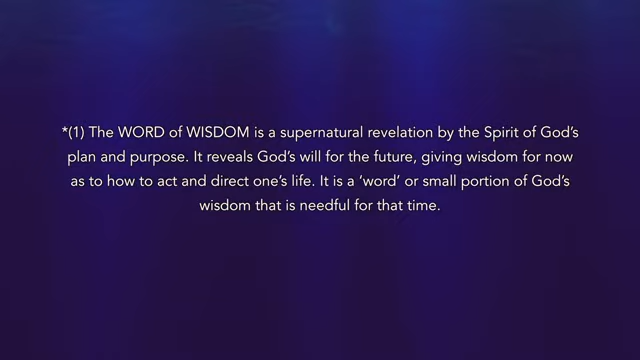 *(1) The WORD of WISDOM is a supernatural revelation by the Spirit of God’s
plan and purpose. It reveals God’s will for the future, giving wisdom for now
as to how to act and direct one’s life. It is a ‘word’ or small portion of God’s
wisdom that is needful for that time.